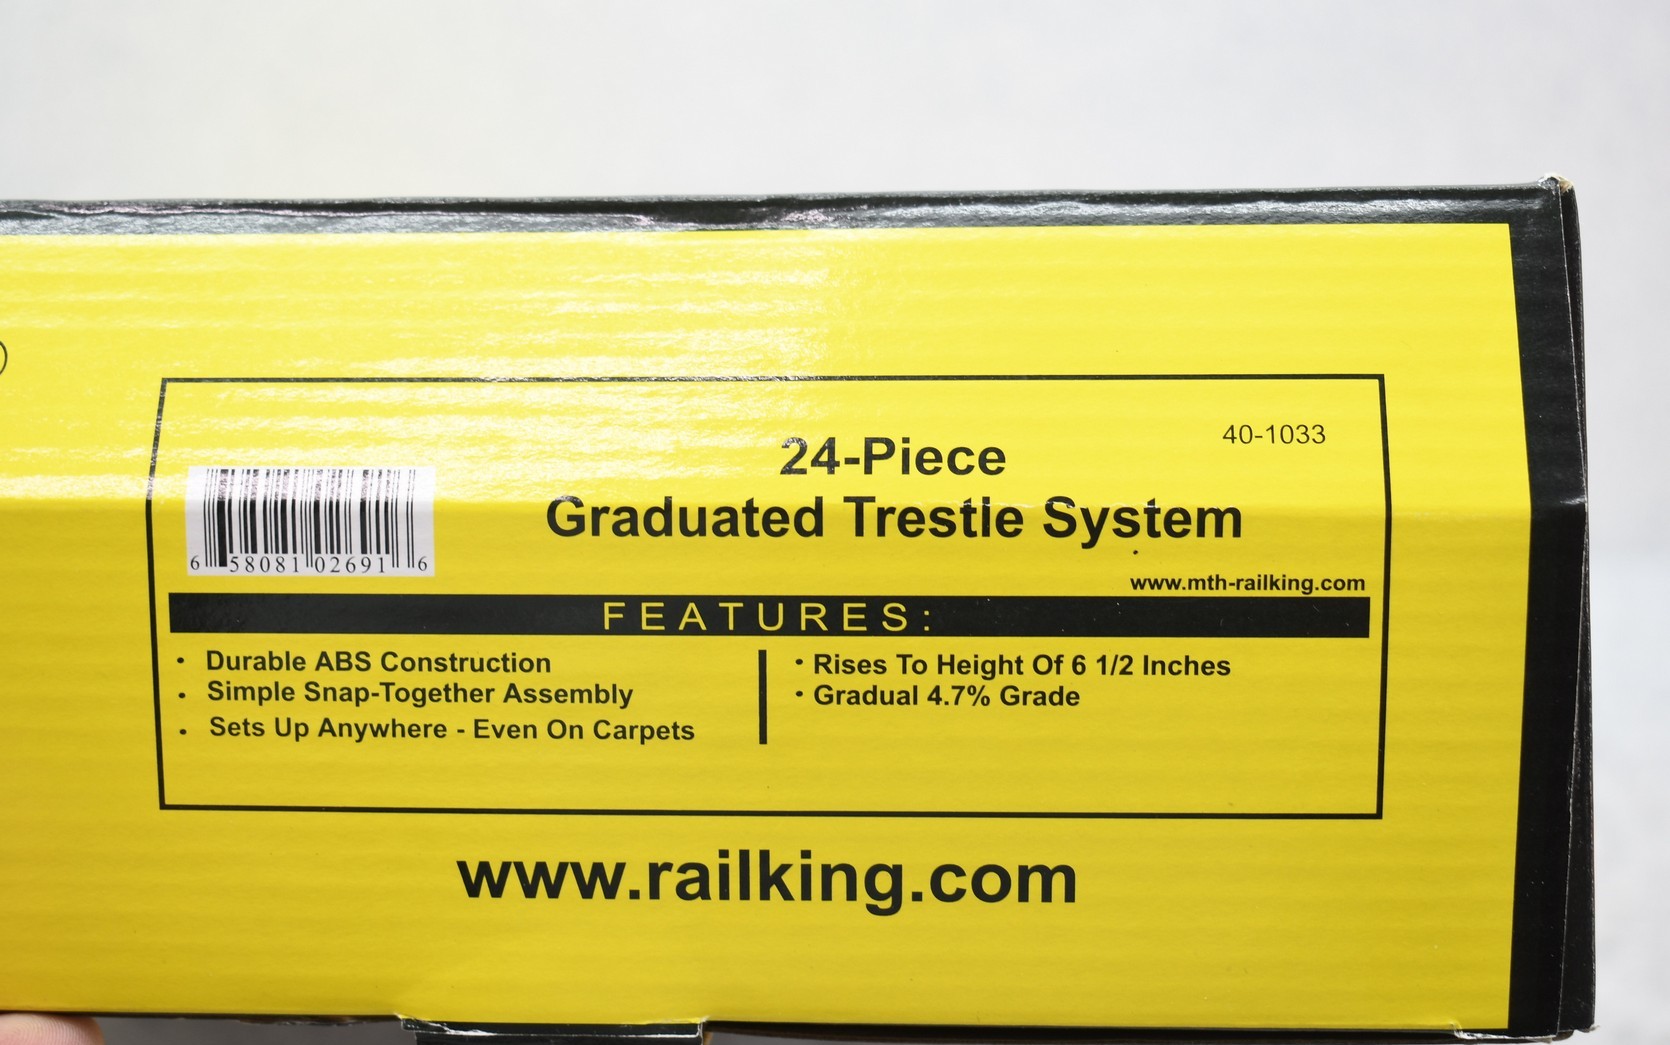 40-1033
24-Piece
Graduated Trestle System
6 58081 02691 6
www.mth-railking.com
FEATURES:
• Durable ABS Construction
• Simple Snap-Together Assembly
• Sets Up Anywhere - Even On Carpets
• Rises To Height Of 6 1/2 Inches
• Gradual 4.7% Grade
www.railking.com